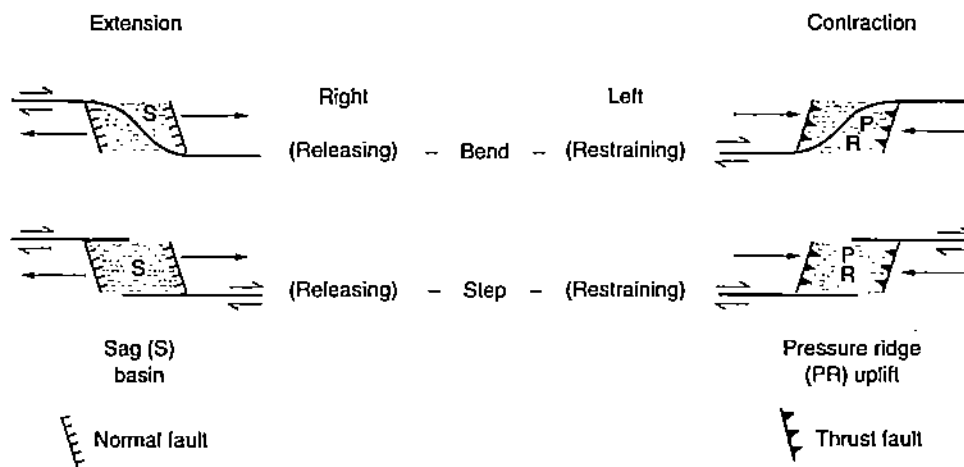 Extension
Contraction
S
Right
Left
P
R
(Releasing) – Bend – (Restraining)
S
P
R
(Releasing) – Step – (Restraining)
Sag (S)
basin
Pressure ridge
(PR) uplift
Normal fault
Thrust fault